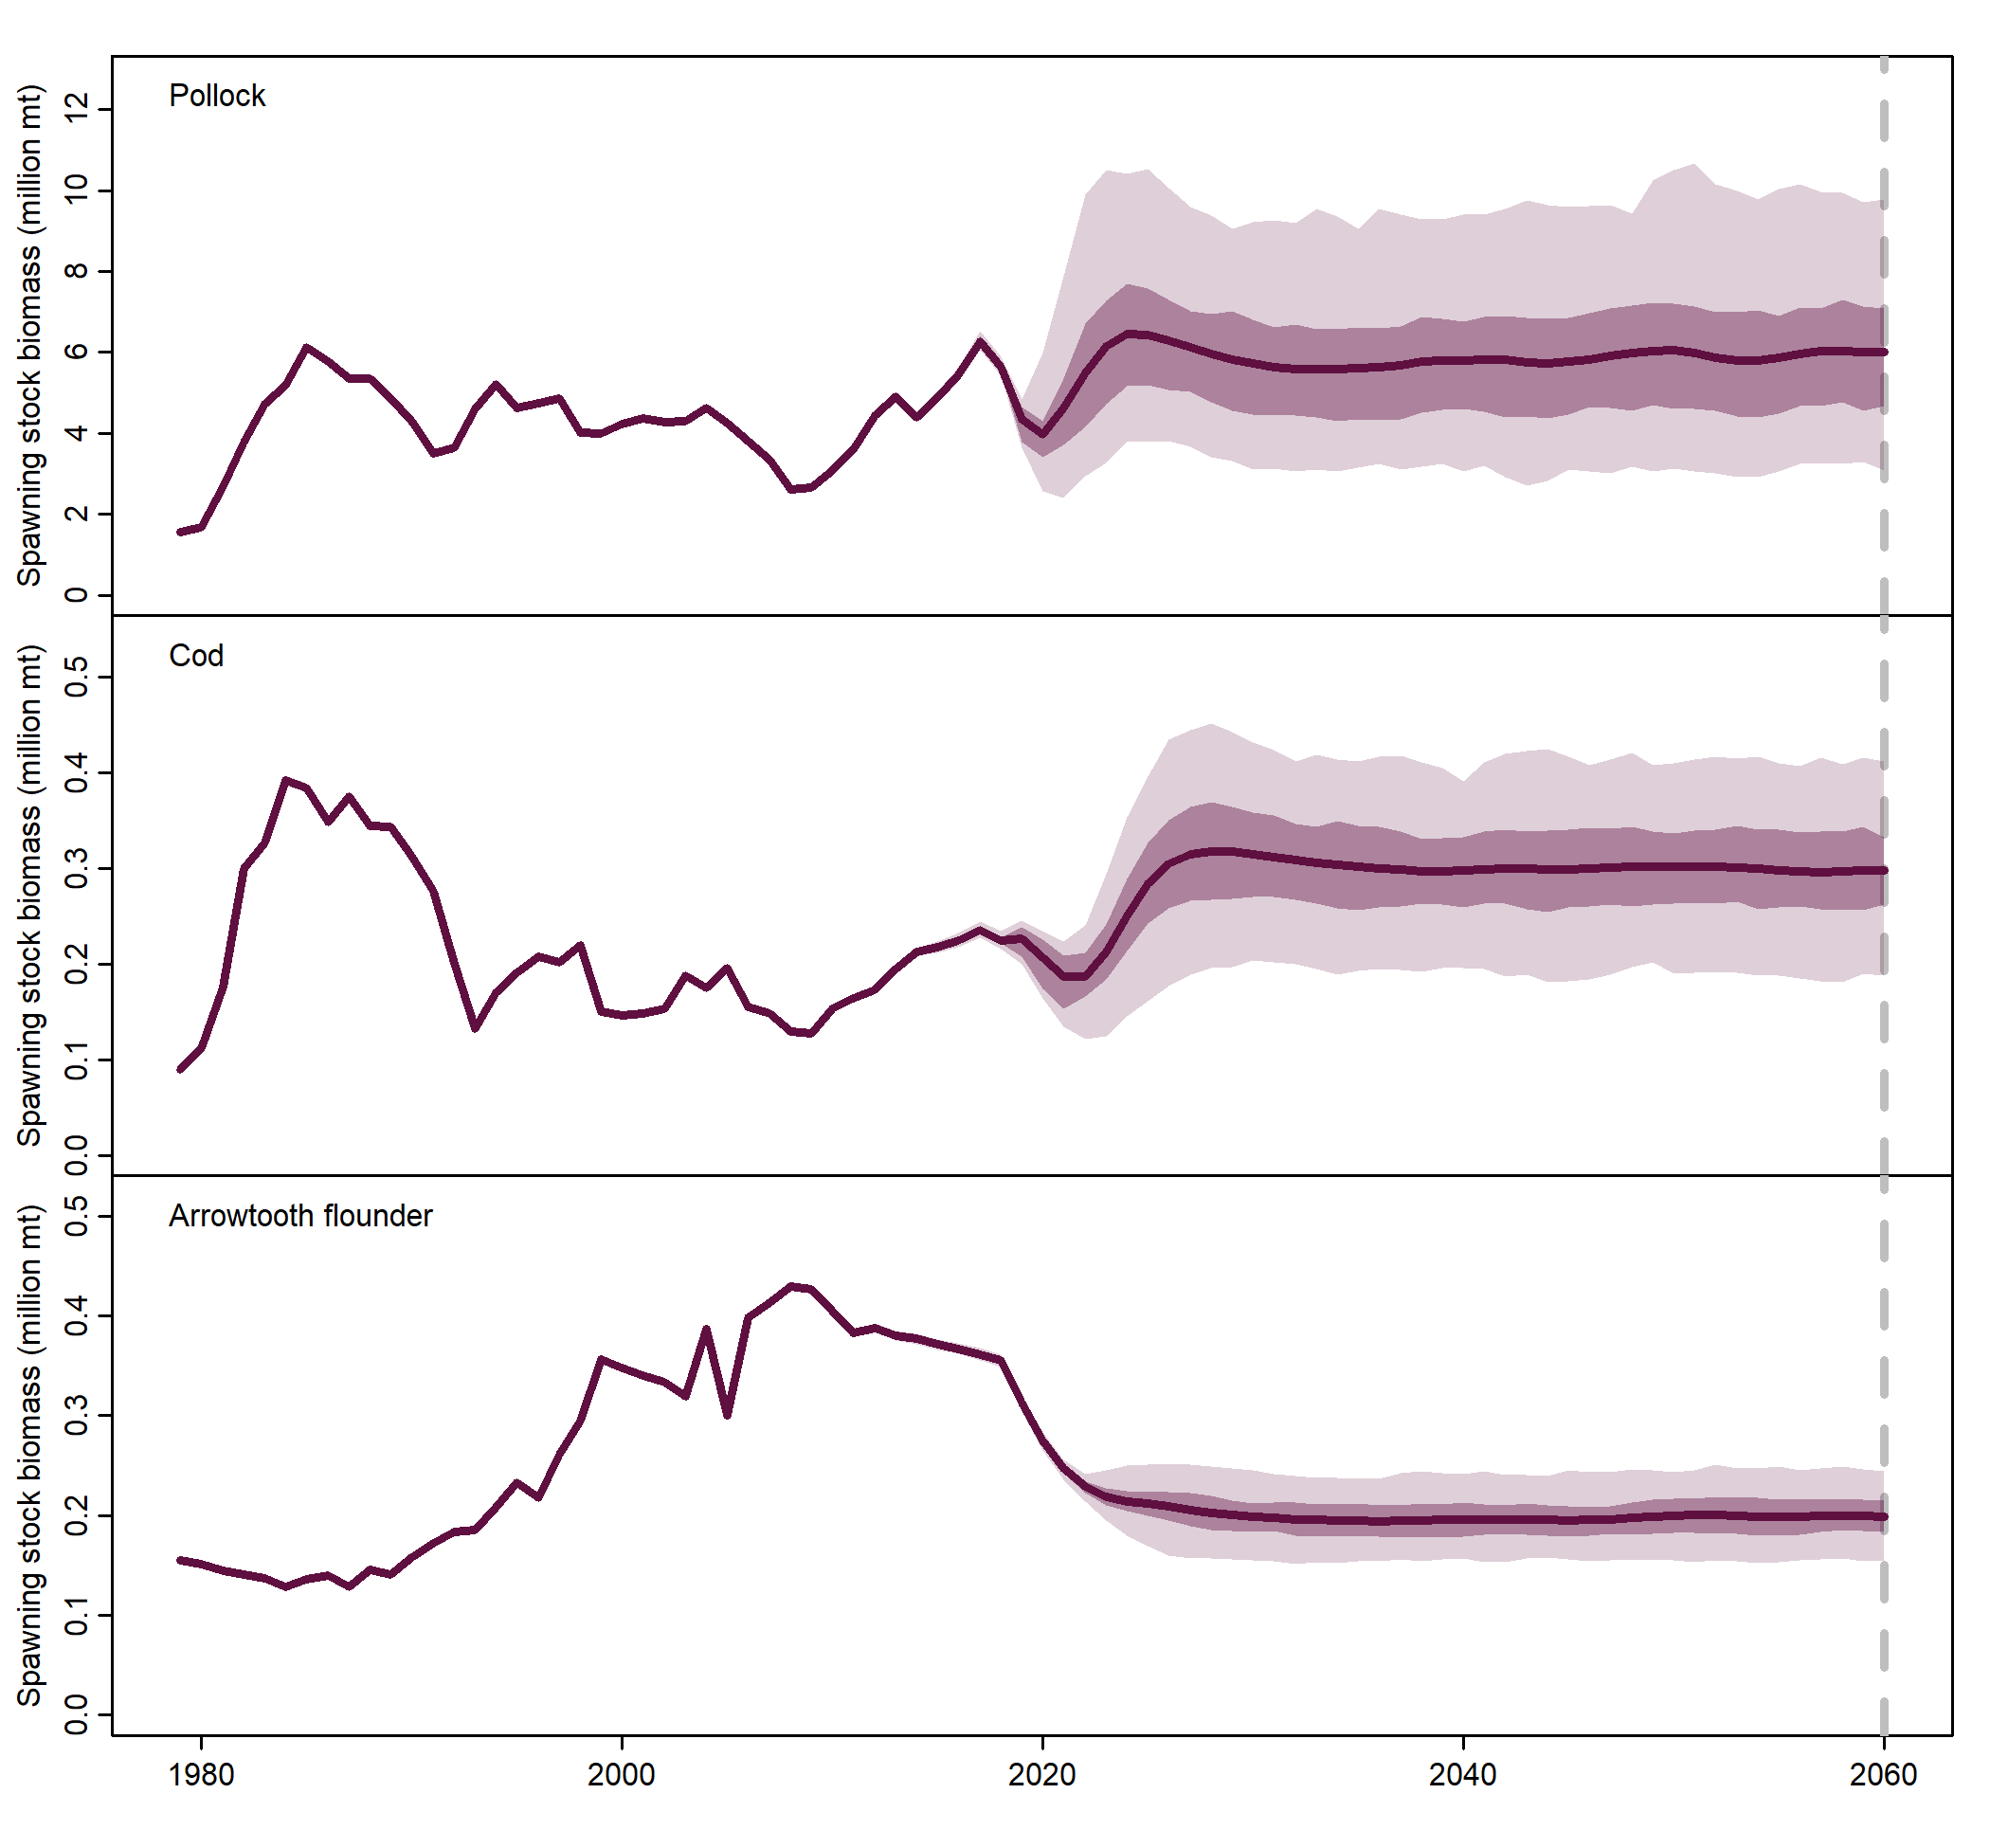 Pollock
Spawning stock biomass (million mt)
12
10
8
6
4
2
0
Cod
Spawning stock biomass (million mt)
0.5
0.4
0.3
0.2
0.1
0.0
Arrowtooth flounder
Spawning stock biomass (million mt)
0.5
0.4
0.3
0.2
0.1
0.0
1980 2000 2020 2040 2060